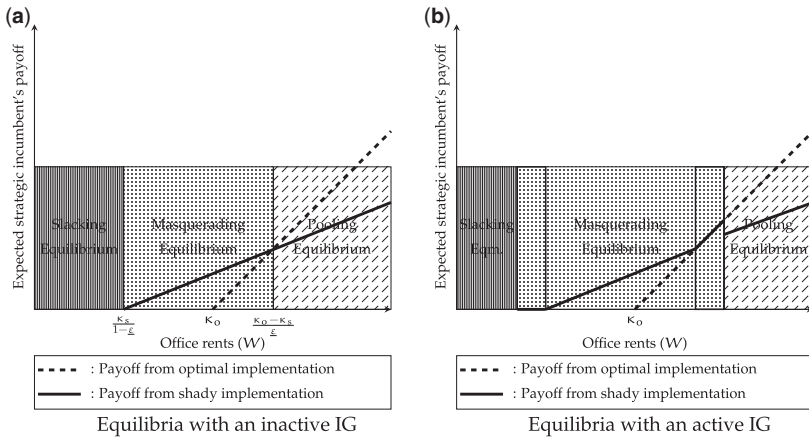 (a)
Expected strategic incumbent's payoff
Slacking
Equilibrium
Masquerading
Equilibrium
Pooling
Equilibrium
κs
1−ε
κo
κo−κs
ε
Office rents (W)
: Payoff from optimal implementation
: Payoff from shady implementation
Equilibria with an inactive IG
(b)
Expected strategic incumbent's payoff
Slacking
Eqm.
Masquerading
Equilibrium
Pooling
Equilibrium
κo
Office rents (W)
: Payoff from optimal implementation
: Payoff from shady implementation
Equilibria with an active IG